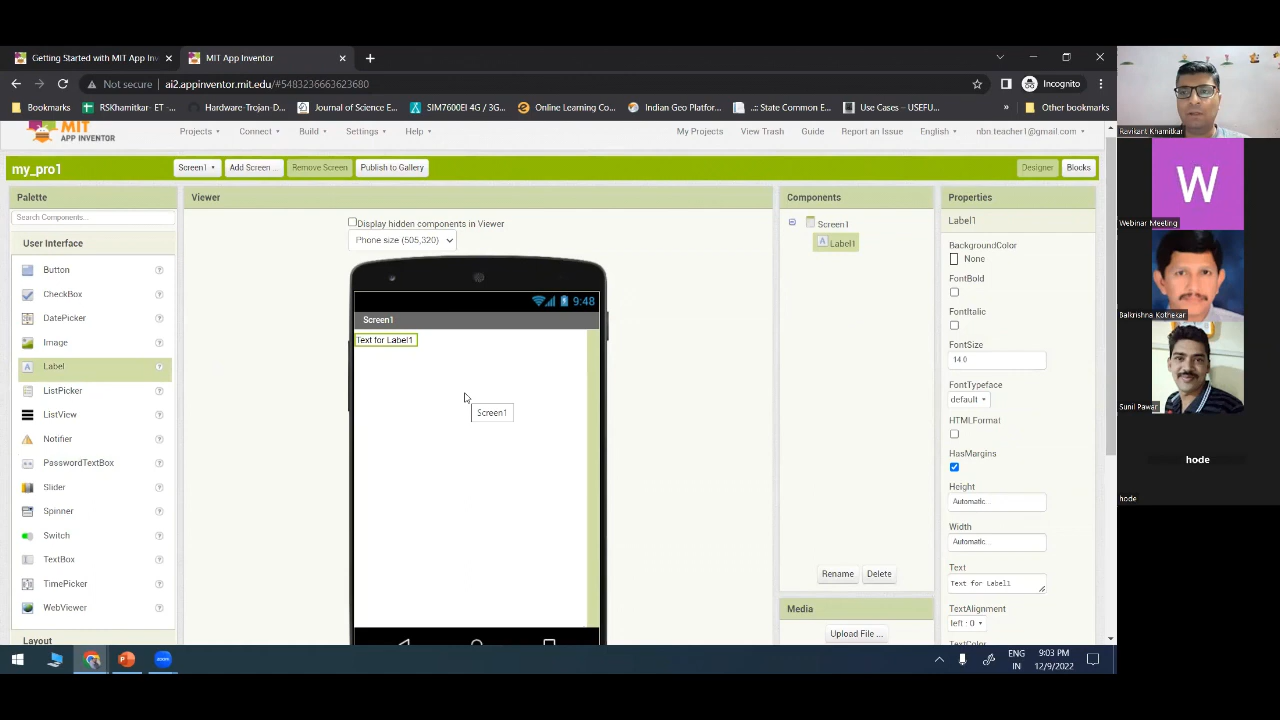 Getting Started with MIT App Inv
MIT App Inventor
Not secure
ai2.appinventor.mit.edu/#5483236663623680
Incognito
Bookmarks
RSKhamitkar- ET -...
Hardware-Trojan-D...
Journal of Science E...
SIM7600EI 4G / 3G...
Online Learning Co...
Indian Geo Platfor...
...: State Common E...
Use Cases – USEFU...
»
Other bookmarks
MIT
APP INVENTOR
Projects
Connect
Build
Settings
Help
My Projects
View Trash
Guide
Report an Issue
English
nbn.teacher1@gmail.com
my_pro1
Screen1
Add Screen ...
Remove Screen
Publish to Gallery
Designer
Blocks
Palette
Search Components...
User Interface
Button
CheckBox
DatePicker
Image
Label
ListPicker
ListView
Notifier
PasswordTextBox
Slider
Spinner
Switch
TextBox
TimePicker
WebViewer
Layout
Viewer
Display hidden components in Viewer
Phone size (505,320)
9:48
Screen1
Text for Label1
Screen1
Components
Screen1
Label1
Rename
Delete
Media
Upload File ...
Properties
Label1
BackgroundColor
None
FontBold
FontItalic
FontSize
14.0
FontTypeface
default
HTMLFormat
HasMargins
Height
Automatic...
Width
Automatic...
Text
Text for Label1
TextAlignment
left : 0
TextColor
ENG
IN
9:03 PM
12/9/2022
Ravikant Khamitkar
W
Webinar Meeting
Balkrishna Kothekar
Sunil Pawar
hode
hode